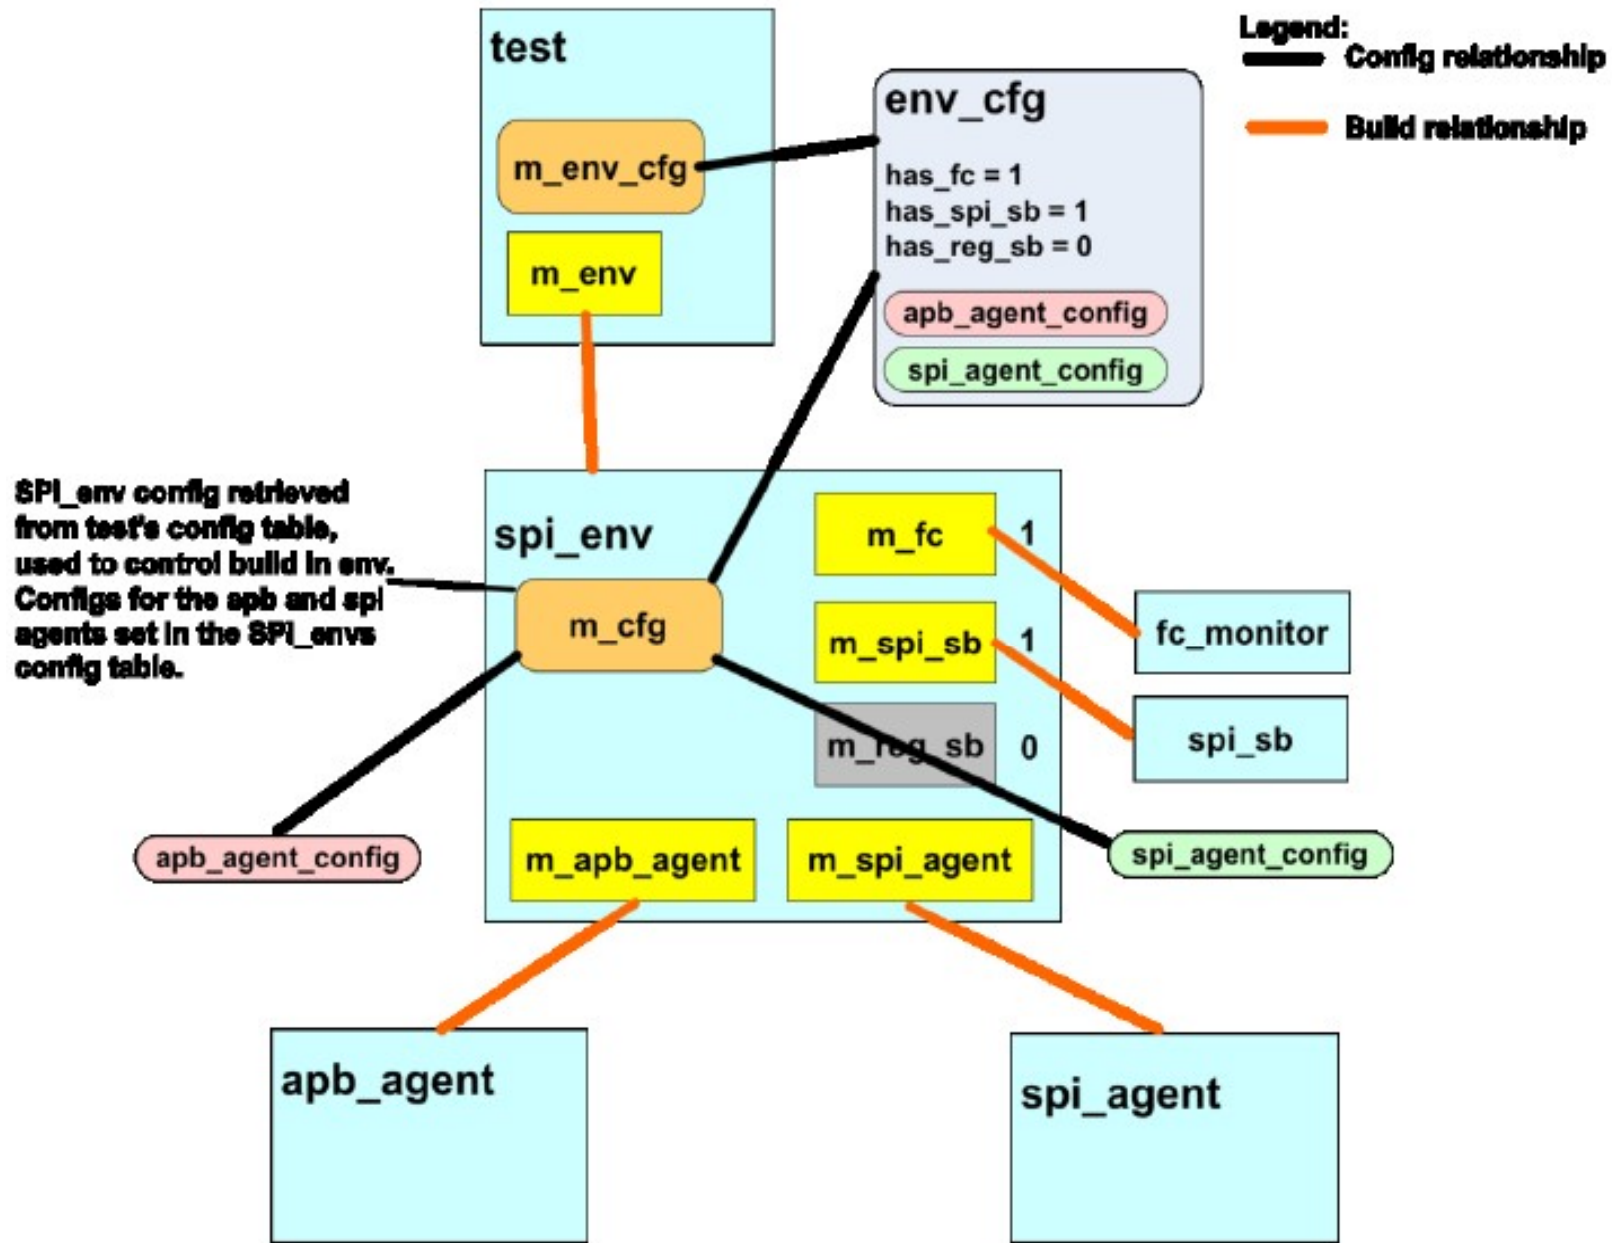 test
m_env_cfg
m_env
Legend:
Config relationship
Build relationship
env_cfg
has_fc = 1
has_spi_sb = 1
has_reg_sb = 0
apb_agent_config
spi_agent_config
SPI_env config retrieved
from test's config table,
used to control build in env.
Configs for the apb and spi
agents set in the SPI_envs
config table.
spi_env
m_cfg
m_fc 1
m_spi_sb 1
m_reg_sb 0
fc_monitor
spi_sb
apb_agent_config
m_apb_agent
m_spi_agent
spi_agent_config
apb_agent
spi_agent